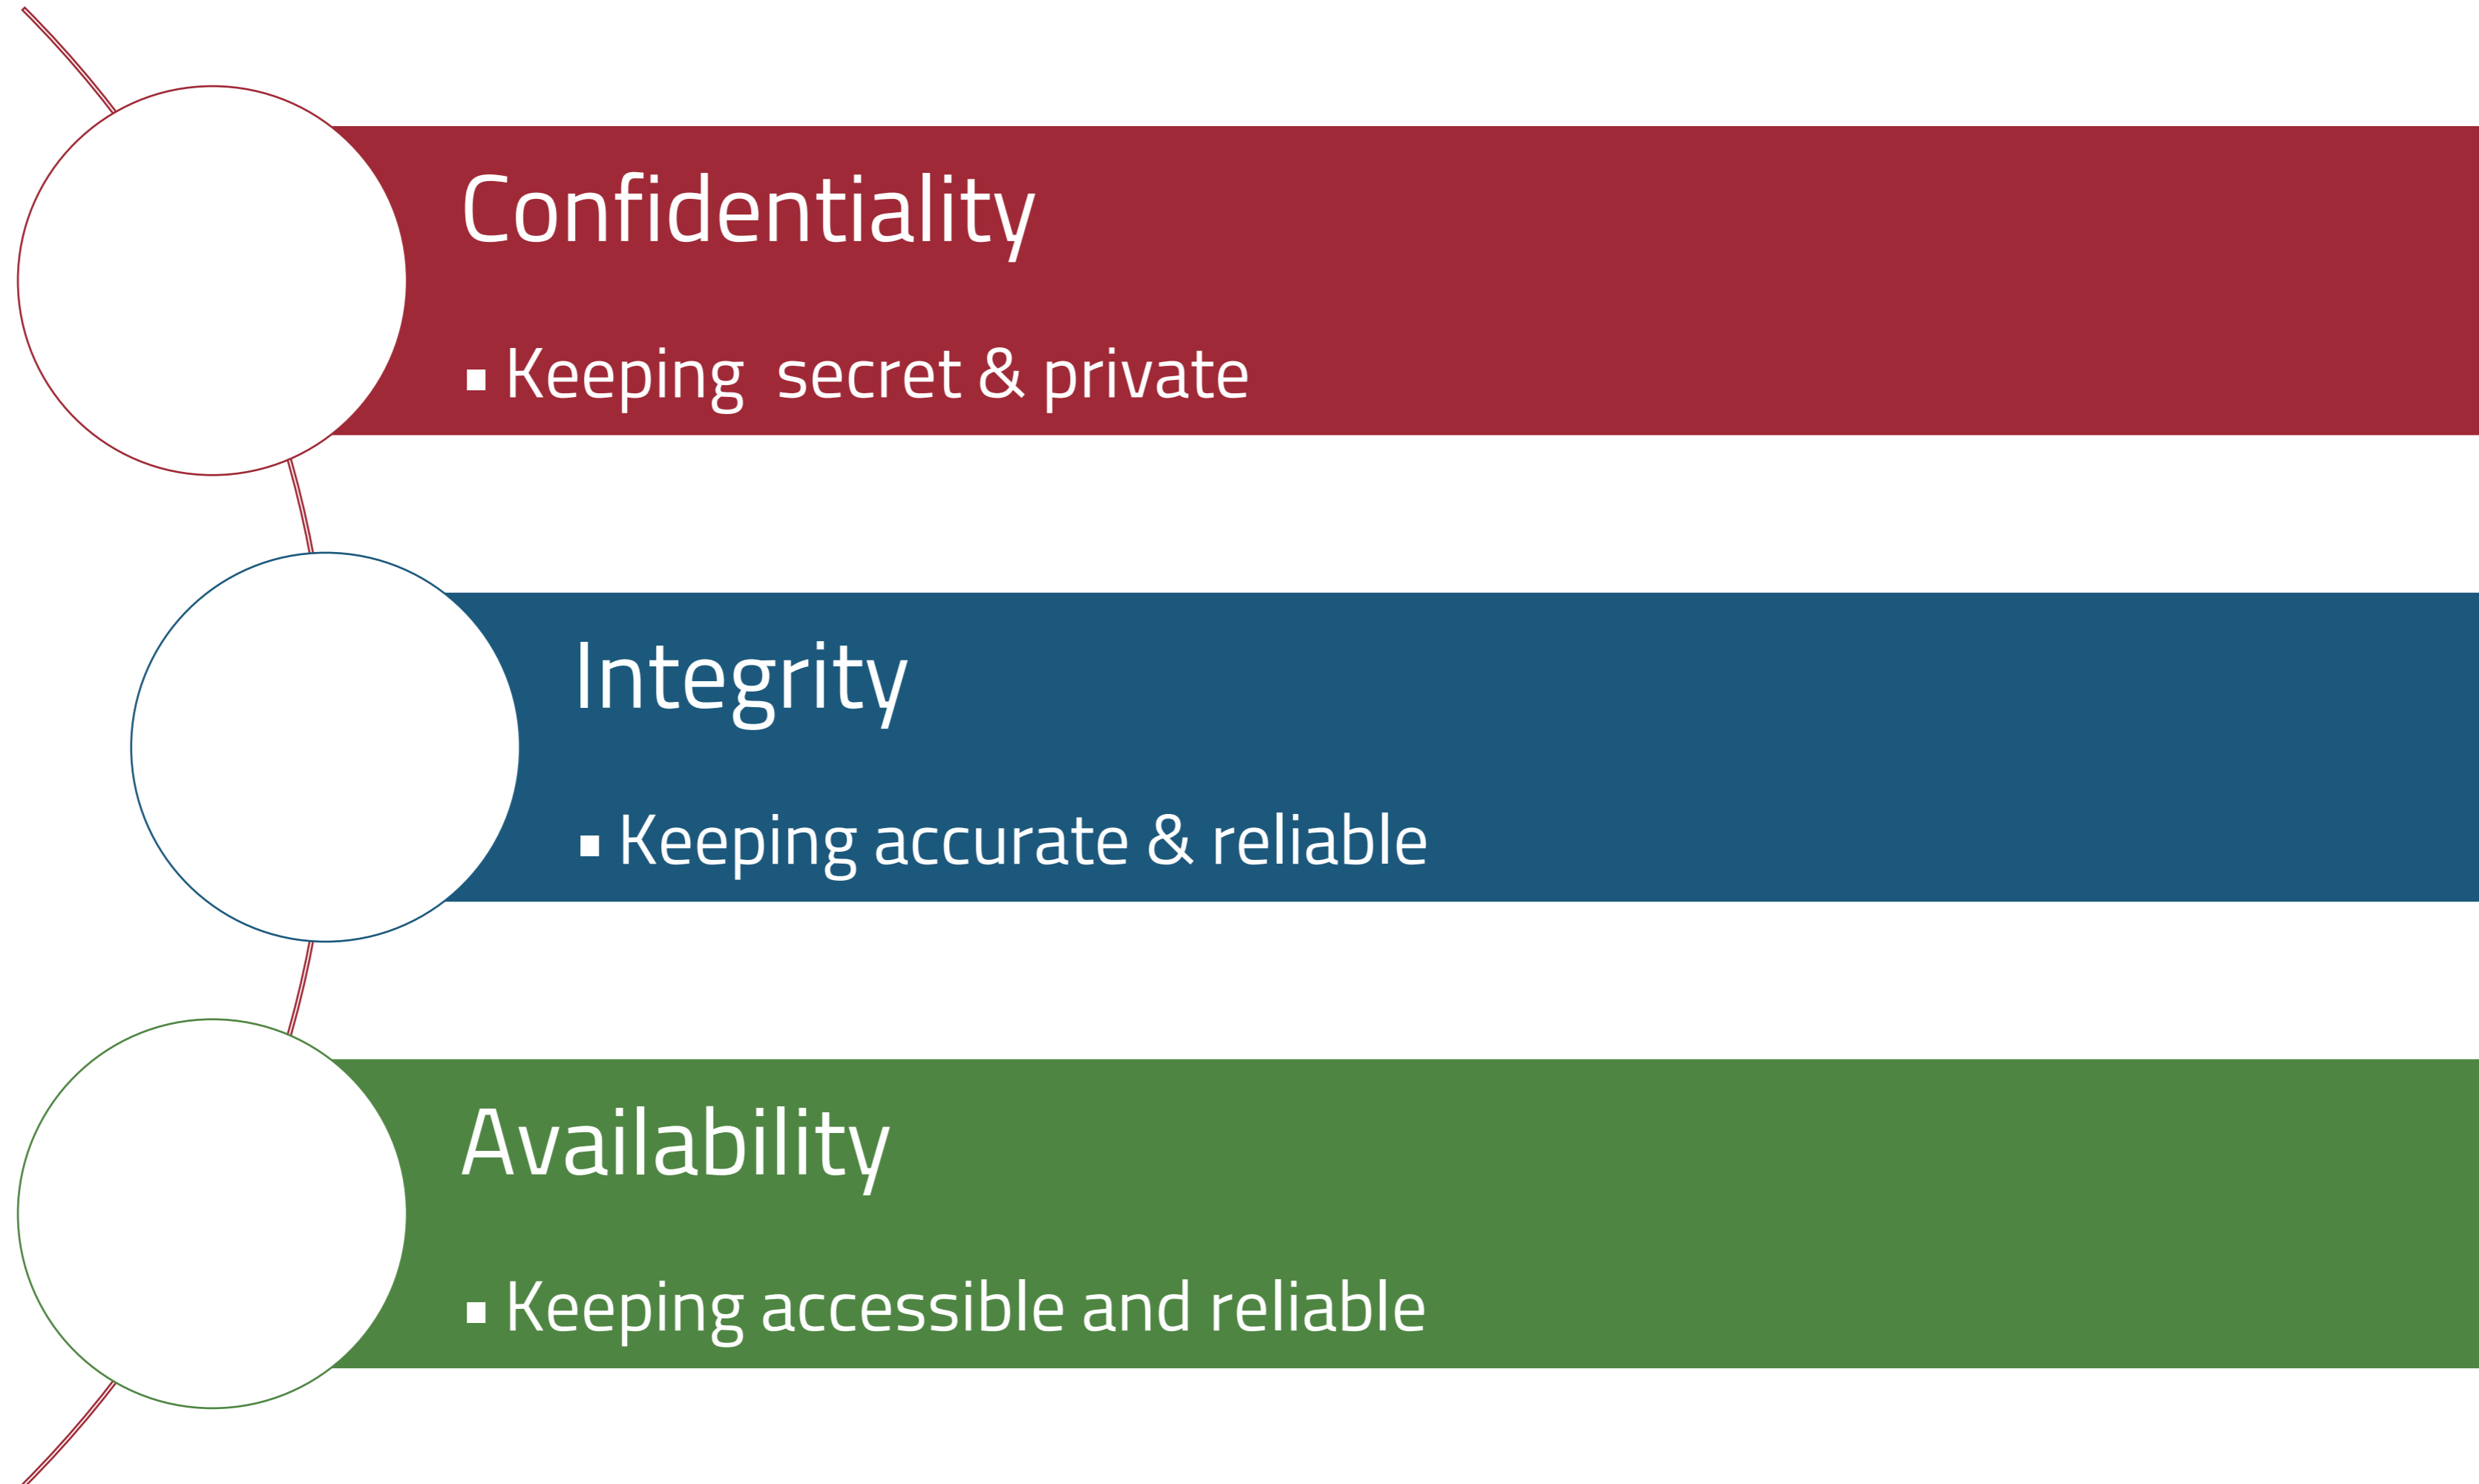 Confidentiality
▪ Keeping  secret & private
Integrity
▪ Keeping accurate & reliable
Availability
▪ Keeping accessible and reliable